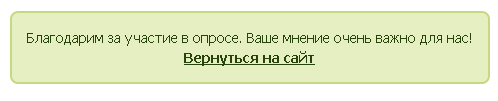 Благодарим за участие в опросе. Ваше мнение очень важно для нас!
Вернуться на сайт